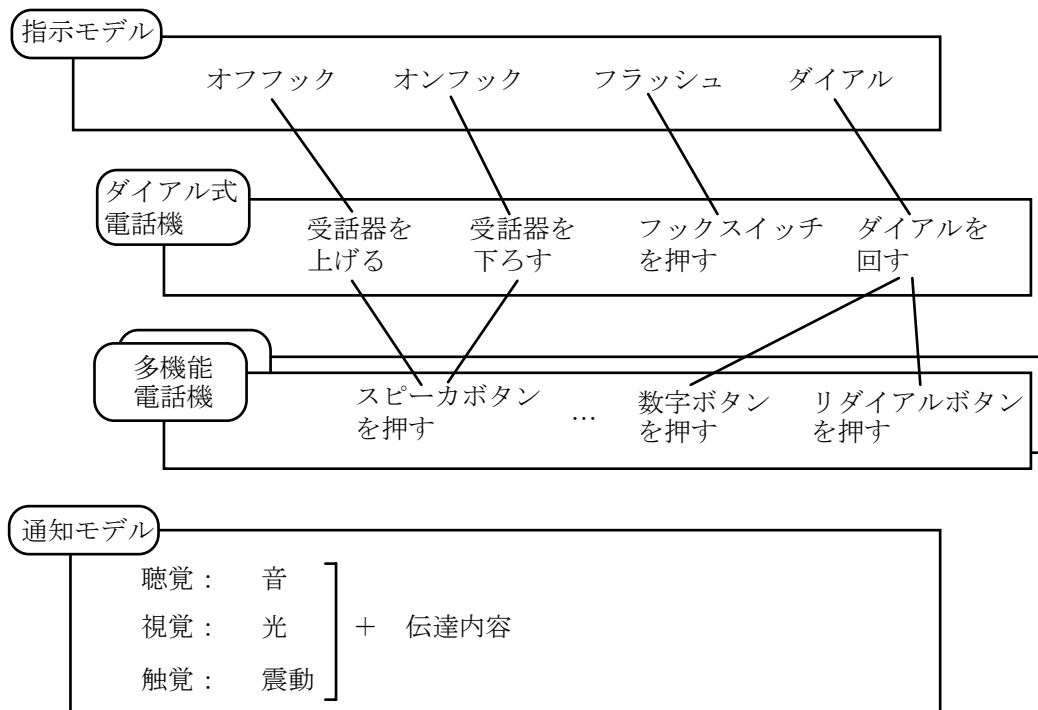 指示モデル
オフフック オンフック フラッシュ ダイアル
ダイアル式
電話機
受話器を 受話器を フックスイッチ ダイアルを
上げる 下ろす を押す 回す
多機能
電話機
スピーカボタン … 数字ボタン リダイアルボタン
を押す を押す を押す
通知モデル
聴覚： 音
視覚： 光 ＋ 伝達内容
触覚： 震動